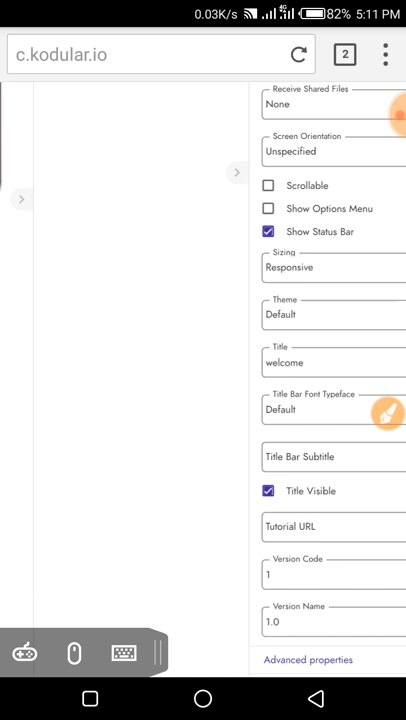 0.03K/s 4G 82% 5:11 PM
c.kodular.io
2
Receive Shared Files
None
Screen Orientation
Unspecified
Scrollable
Show Options Menu
Show Status Bar
Sizing
Responsive
Theme
Default
Title
welcome
Title Bar Font Typeface
Default
Title Bar Subtitle
Title Visible
Tutorial URL
Version Code
1
Version Name
1.0
Advanced properties